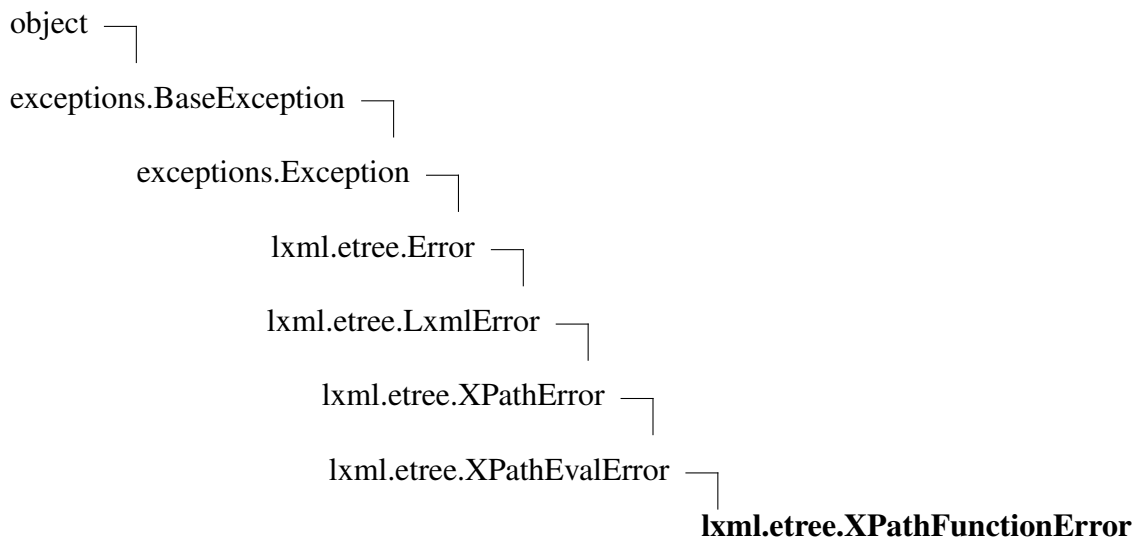 object
exceptions.BaseException
exceptions.Exception
lxml.etree.Error
lxml.etree.LxmlError
lxml.etree.XPathError
lxml.etree.XPathEvalError
lxml.etree.XPathFunctionError